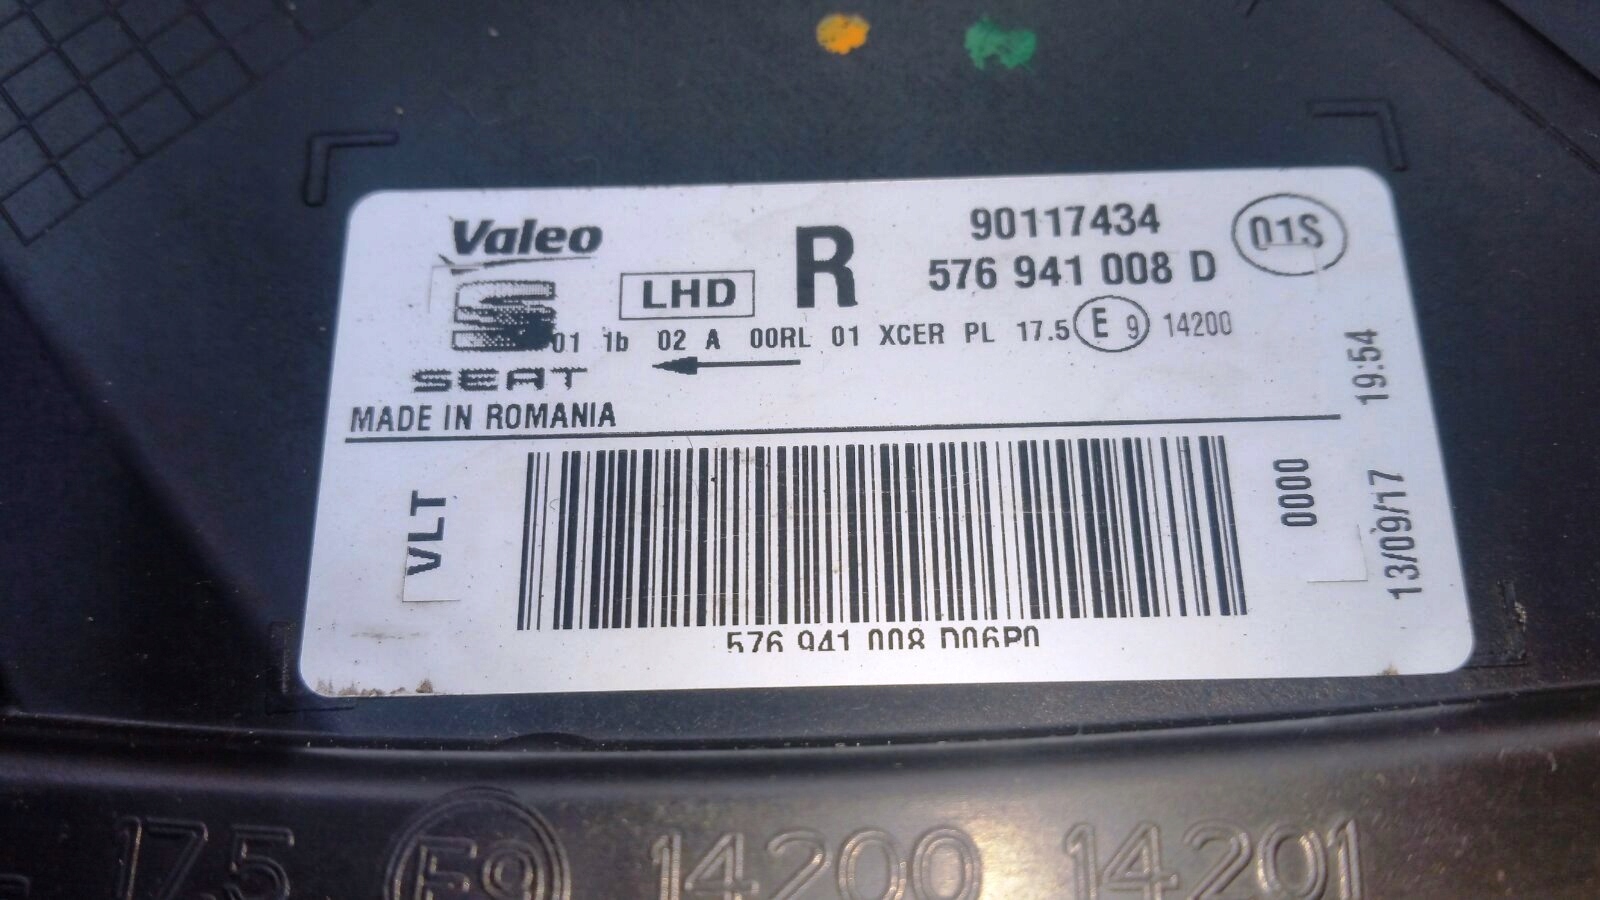 Valeo
R
90117434
01S
LHD
576 941 008 D
01 1b 02 A 00RL 01 XCER PL 17.5 E 9 14200
SEAT
MADE IN ROMANIA
19:54
VLT
0000
13/09/17
576 941 008 D06P0
17.5 E9 14200 14201